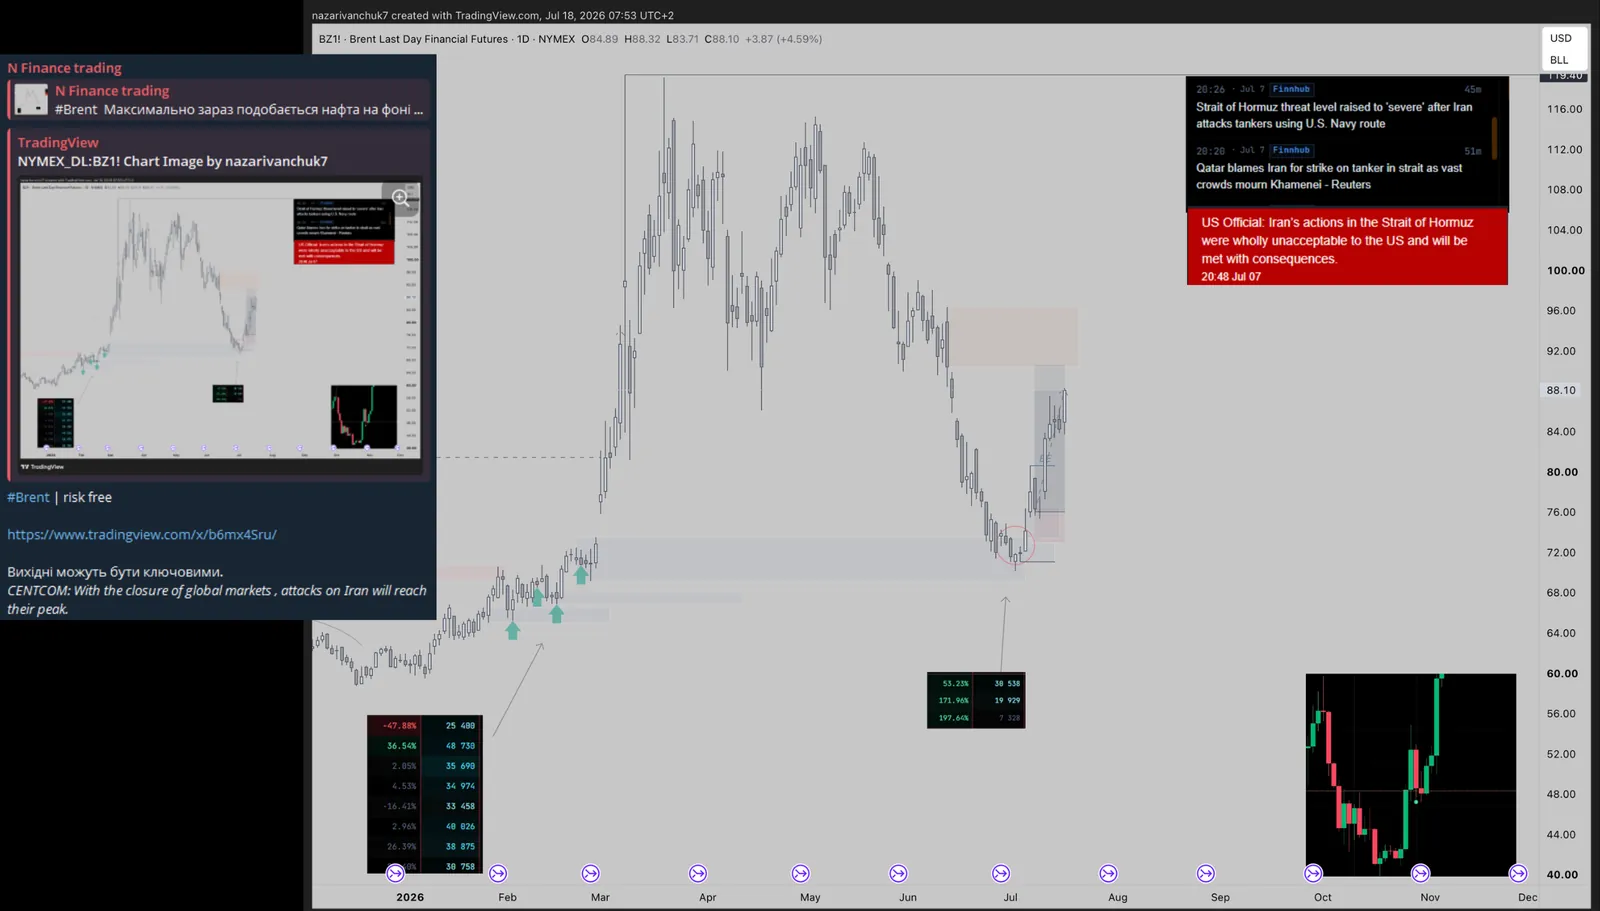 nazarivanchuk7 created with TradingView.com, Jul 18, 2026 07:53 UTC+2
BZ1! · Brent Last Day Financial Futures · 1D · NYMEX O84.89 H88.32 L83.71 C88.10 +3.87 (+4.59%)
USD
BLL
N Finance trading
N Finance trading
#Brent Максимально зараз подобається нафта на фоні ...
TradingView
NYMEX_DL:BZ1! Chart Image by nazarivanchuk7
TradingView
#Brent | risk free
https://www.tradingview.com/x/b6mx4Sru/
Вихідні можуть бути ключовими.
CENTCOM: With the closure of global markets , attacks on Iran will reach
their peak.
20:26 · Jul 7 Finnhub 45m
Strait of Hormuz threat level raised to 'severe' after Iran
attacks tankers using U.S. Navy route
20:20 · Jul 7 Finnhub 51m
Qatar blames Iran for strike on tanker in strait as vast
crowds mourn Khamenei - Reuters
US Official: Iran's actions in the Strait of Hormuz
were wholly unacceptable to the US and will be
met with consequences.
20:48 Jul 07
119.40
116.00
112.00
108.00
104.00
100.00
96.00
92.00
88.10
84.00
80.00
76.00
72.00
68.00
64.00
60.00
56.00
52.00
48.00
44.00
40.00
BE
53.23% 30 538
171.96% 19 929
197.64% 7 328
-47.88% 25 400
36.54% 48 730
2.05% 35 690
4.53% 34 974
-16.41% 33 458
2.96% 40 026
26.39% 38 875
30 758
2026 Feb Mar Apr May Jun Jul Aug Sep Oct Nov Dec